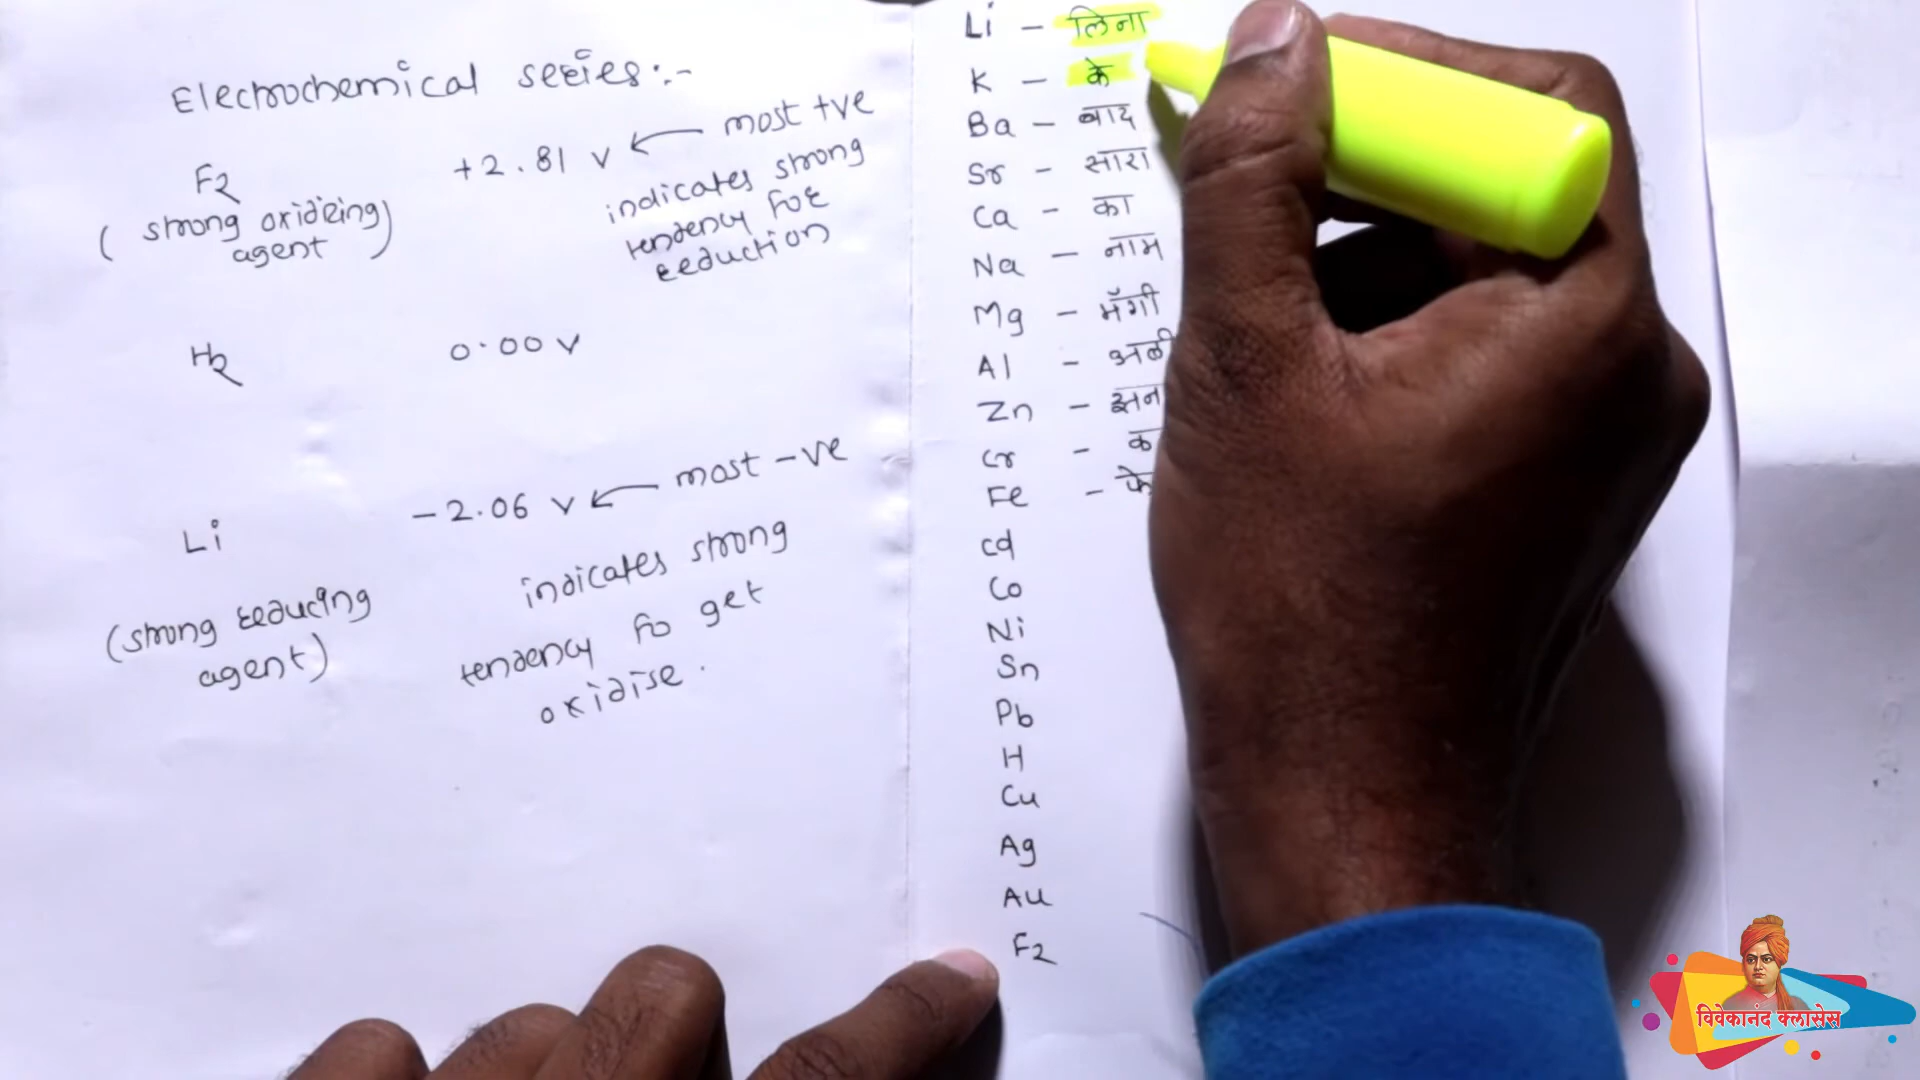 Electrochemical series:-
F2 +2.81 V ← most +ve
(strong oxidizing agent)
indicates strong
tendency for
reduction
H2 0.00 V
Li -2.06 V ← most -ve
(strong reducing
agent)
indicates strong
tendency to get
oxidise.
Li - लिना
K - के
Ba - बाद
Sr - सारा
Ca - का
Na - नाम
Mg - मॅगी
Al - अली
Zn - झन
Cr - क
Fe - फे
Cd
Co
Ni
Sn
Pb
H
Cu
Ag
Au
F2
विवेकानंद क्लासेस